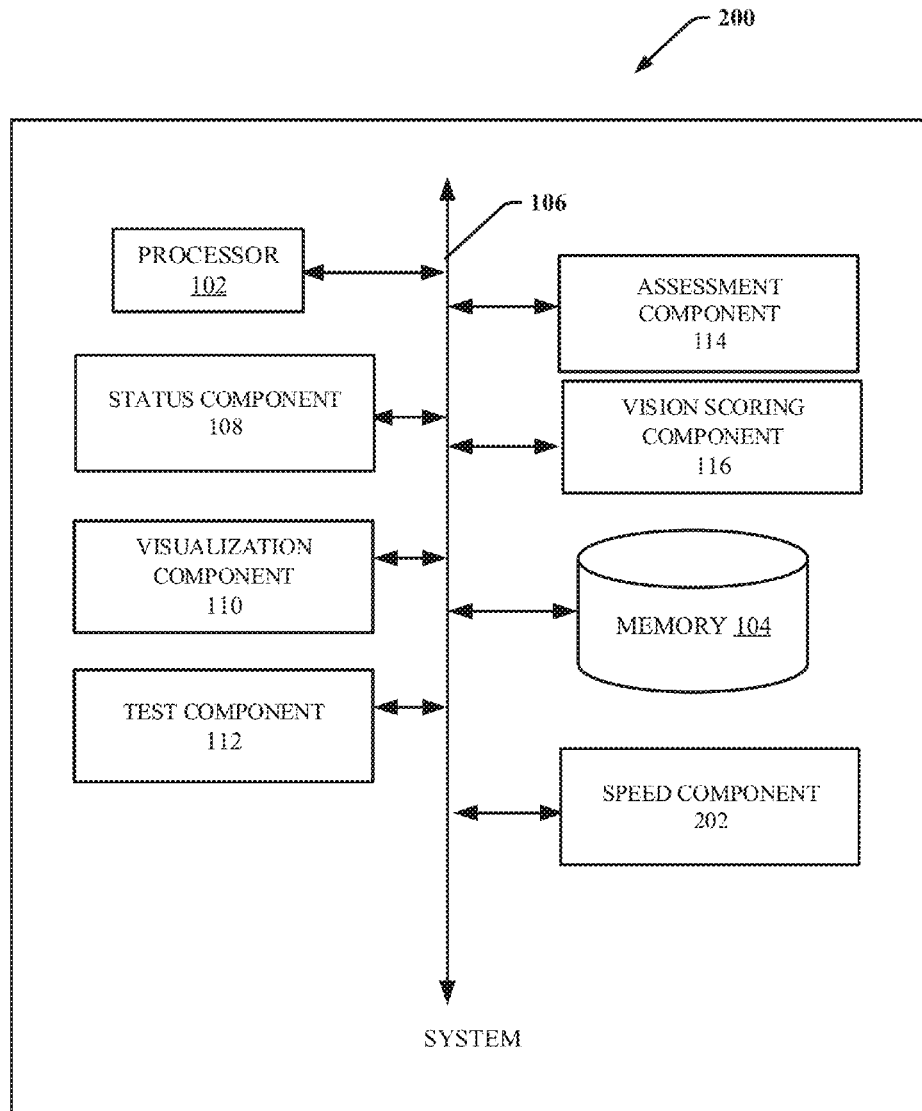 200
106
PROCESSOR
102
STATUS COMPONENT
108
VISUALIZATION
COMPONENT
110
TEST COMPONENT
112
ASSESSMENT
COMPONENT
114
VISION SCORING
COMPONENT
116
MEMORY 104
SPEED COMPONENT
202
SYSTEM